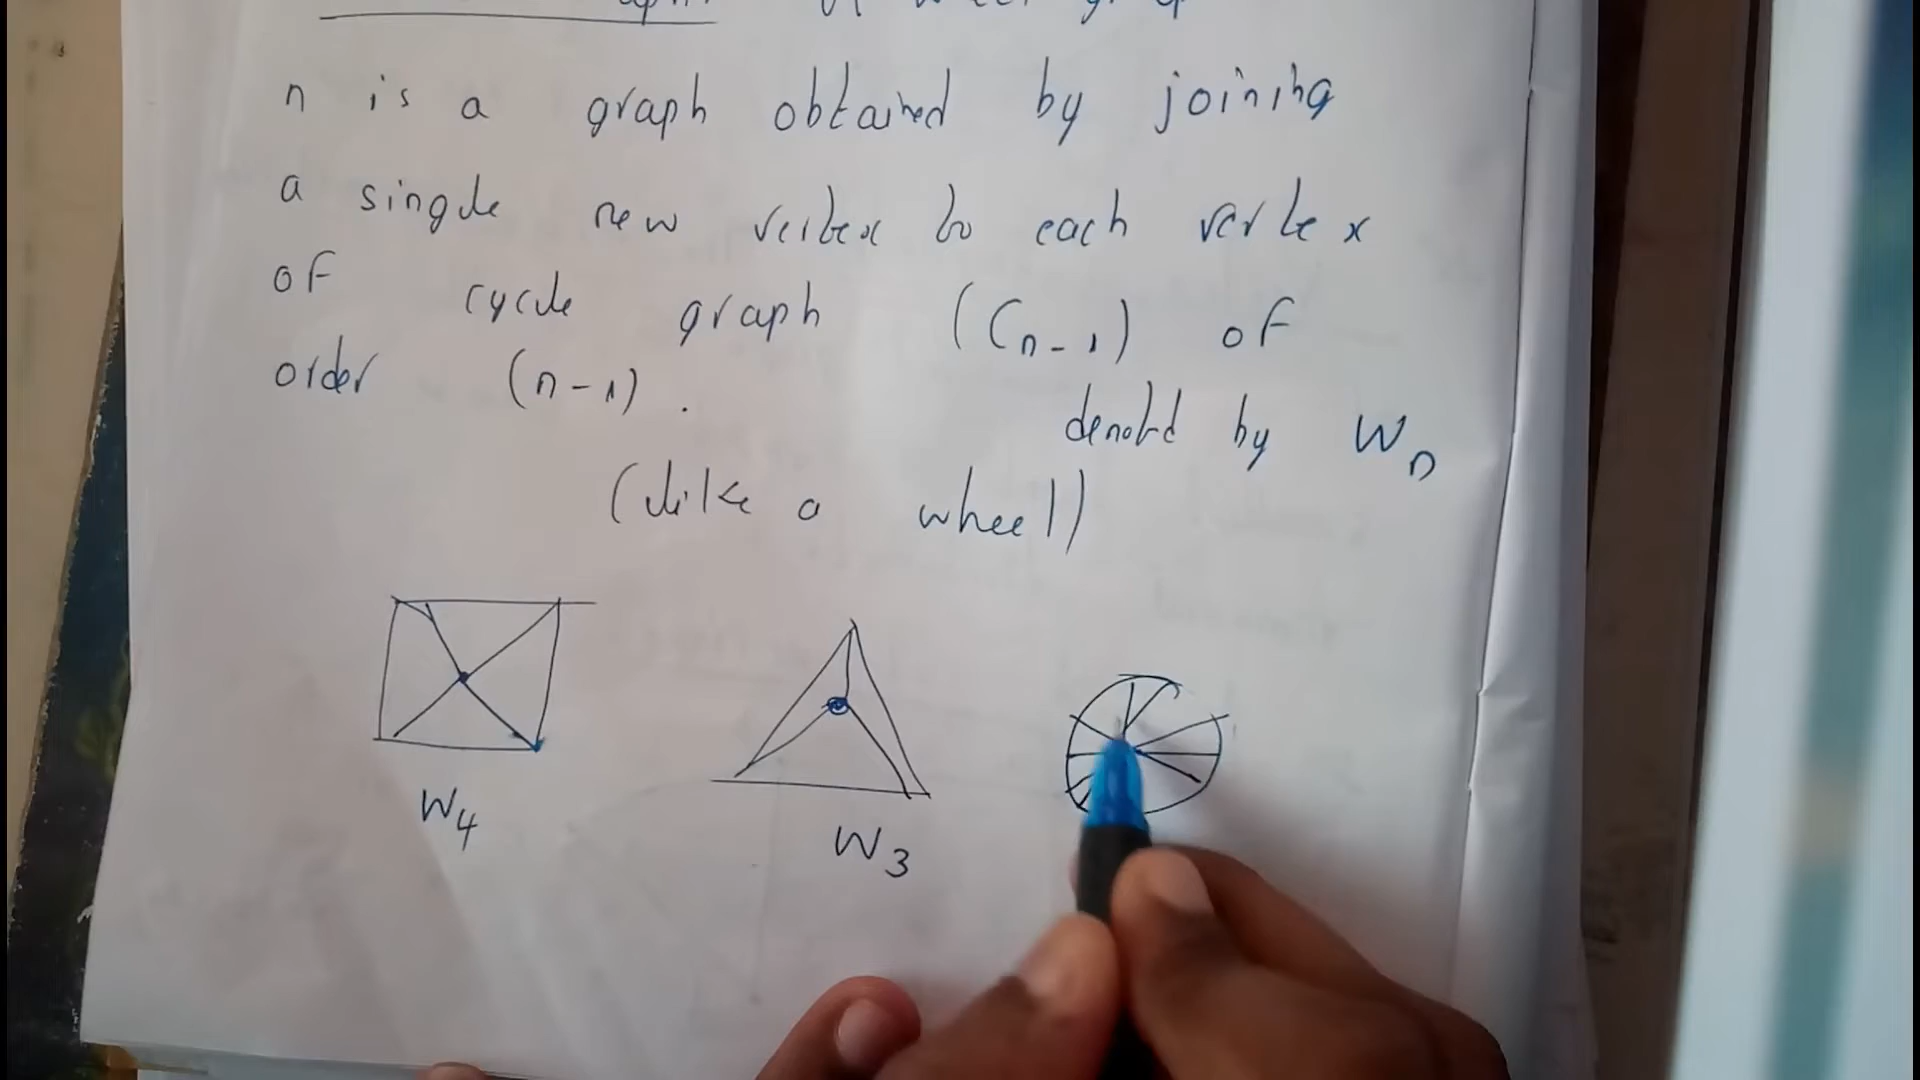 n is a graph obtained by joining
a single new vertex to each vertex
of cycle graph (Cn-1) of
order (n-1).
denoted by Wn
(like a wheel)
W4
W3